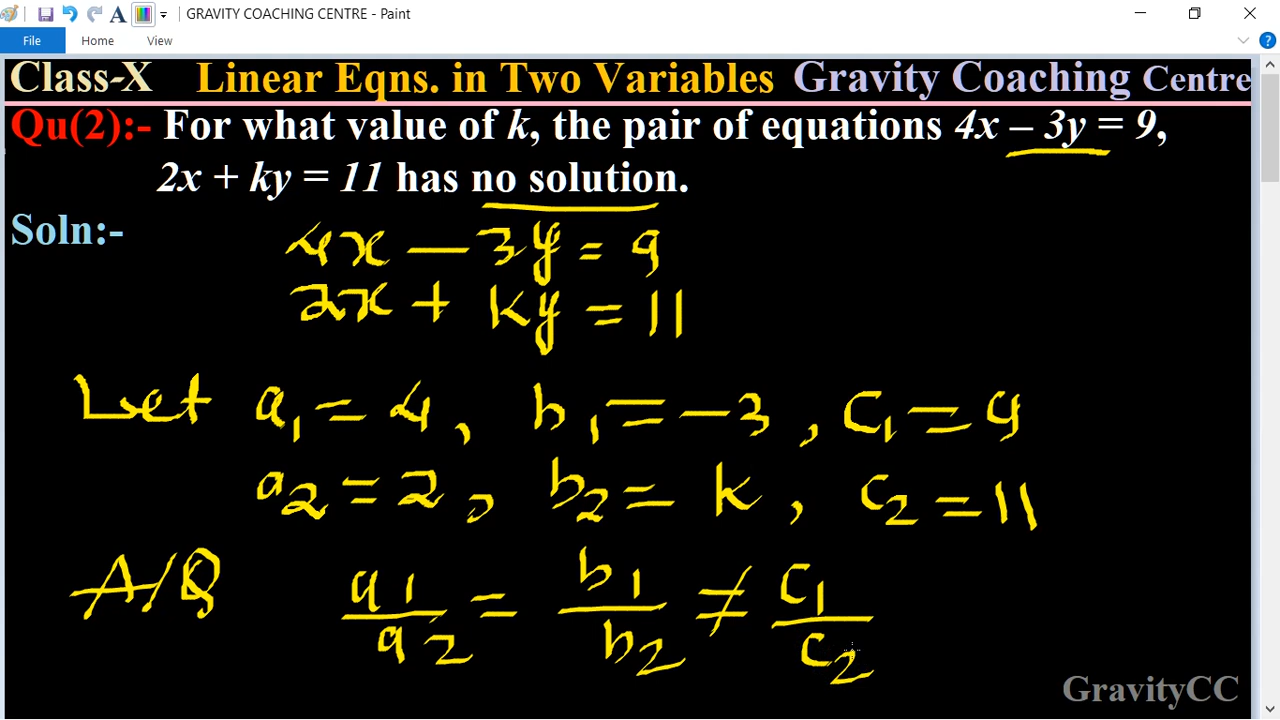 GRAVITY COACHING CENTRE - Paint
File Home View
Class-X Linear Eqns. in Two Variables Gravity Coaching Centre
Qu(2):- For what value of k, the pair of equations 4x – 3y = 9,
2x + ky = 11 has no solution.
Soln:-
4x — 3y = 9
2x + ky = 11
Let a₁ = 4, b₁ = -3, c₁ = 9
a₂ = 2, b₂ = k, c₂ = 11
A/Q a₁/a₂ = b₁/b₂ ≠ c₁/c₂
GravityCC